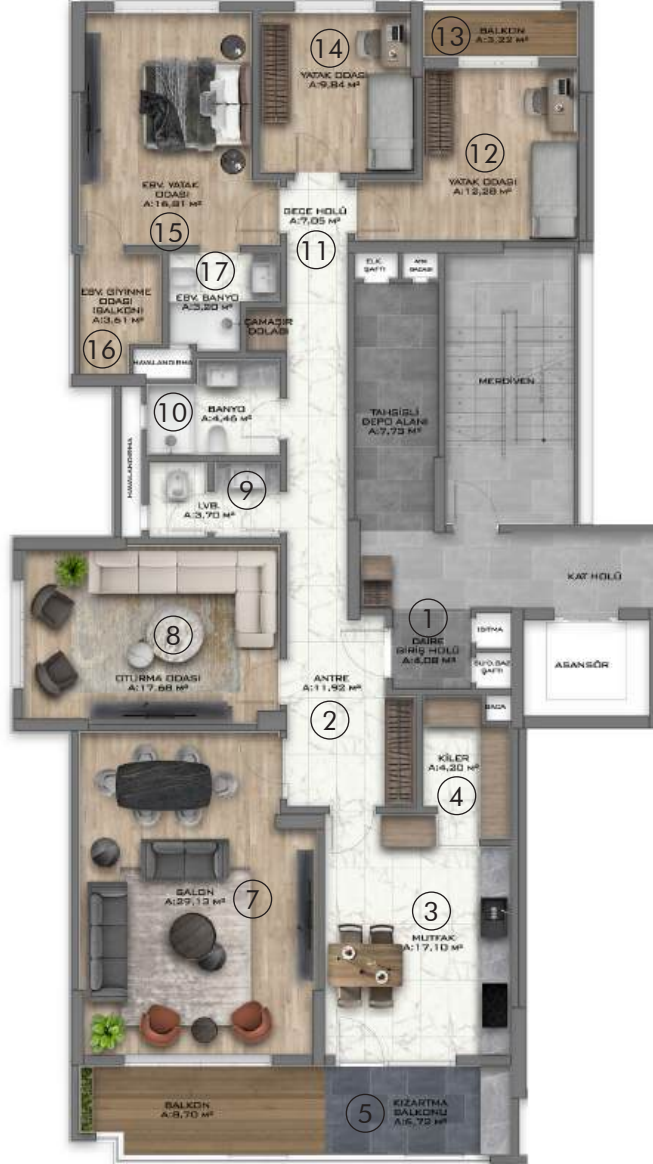 13
BALKON
A:3,22 M²
14
YATAK ODASI
A:9,84 M²
12
YATAK ODASI
A:12,28 M²
EBV. YATAK
ODASI
A:16,81 M²
15
GECE HOLÜ
A:7,05 M²
11
17
EBV. BANYO
A:3,20 M²
ELK.
ŞAFTI
EBV. GİYİNME
ODASI
(BALKON)
A:3,61 M²
16
ÇAMAŞIR
DOLABI
HAVALANDIRMA
MERDİVEN
10
BANYO
A:4,46 M²
TAHSİSLİ
DEPO ALANI
A:7,73 M²
HAVALANDIRMA
9
LVB.
A:3,70 M²
KAT HOLÜ
1
DAİRE
GİRİŞ HOLÜ
A:4,08 M²
ISITMA
ŞAFTI
ASANSÖR
8
OTURMA ODASI
A:17,68 M²
ANTRE
A:11,92 M²
2
BACA
KİLER
A:4,20 M²
4
SALON
A:29,13 M²
7
3
MUTFAK
A:17,10 M²
BALKON
A:8,70 M²
5
KIZARTMA
BALKONU
A:5,72 M²